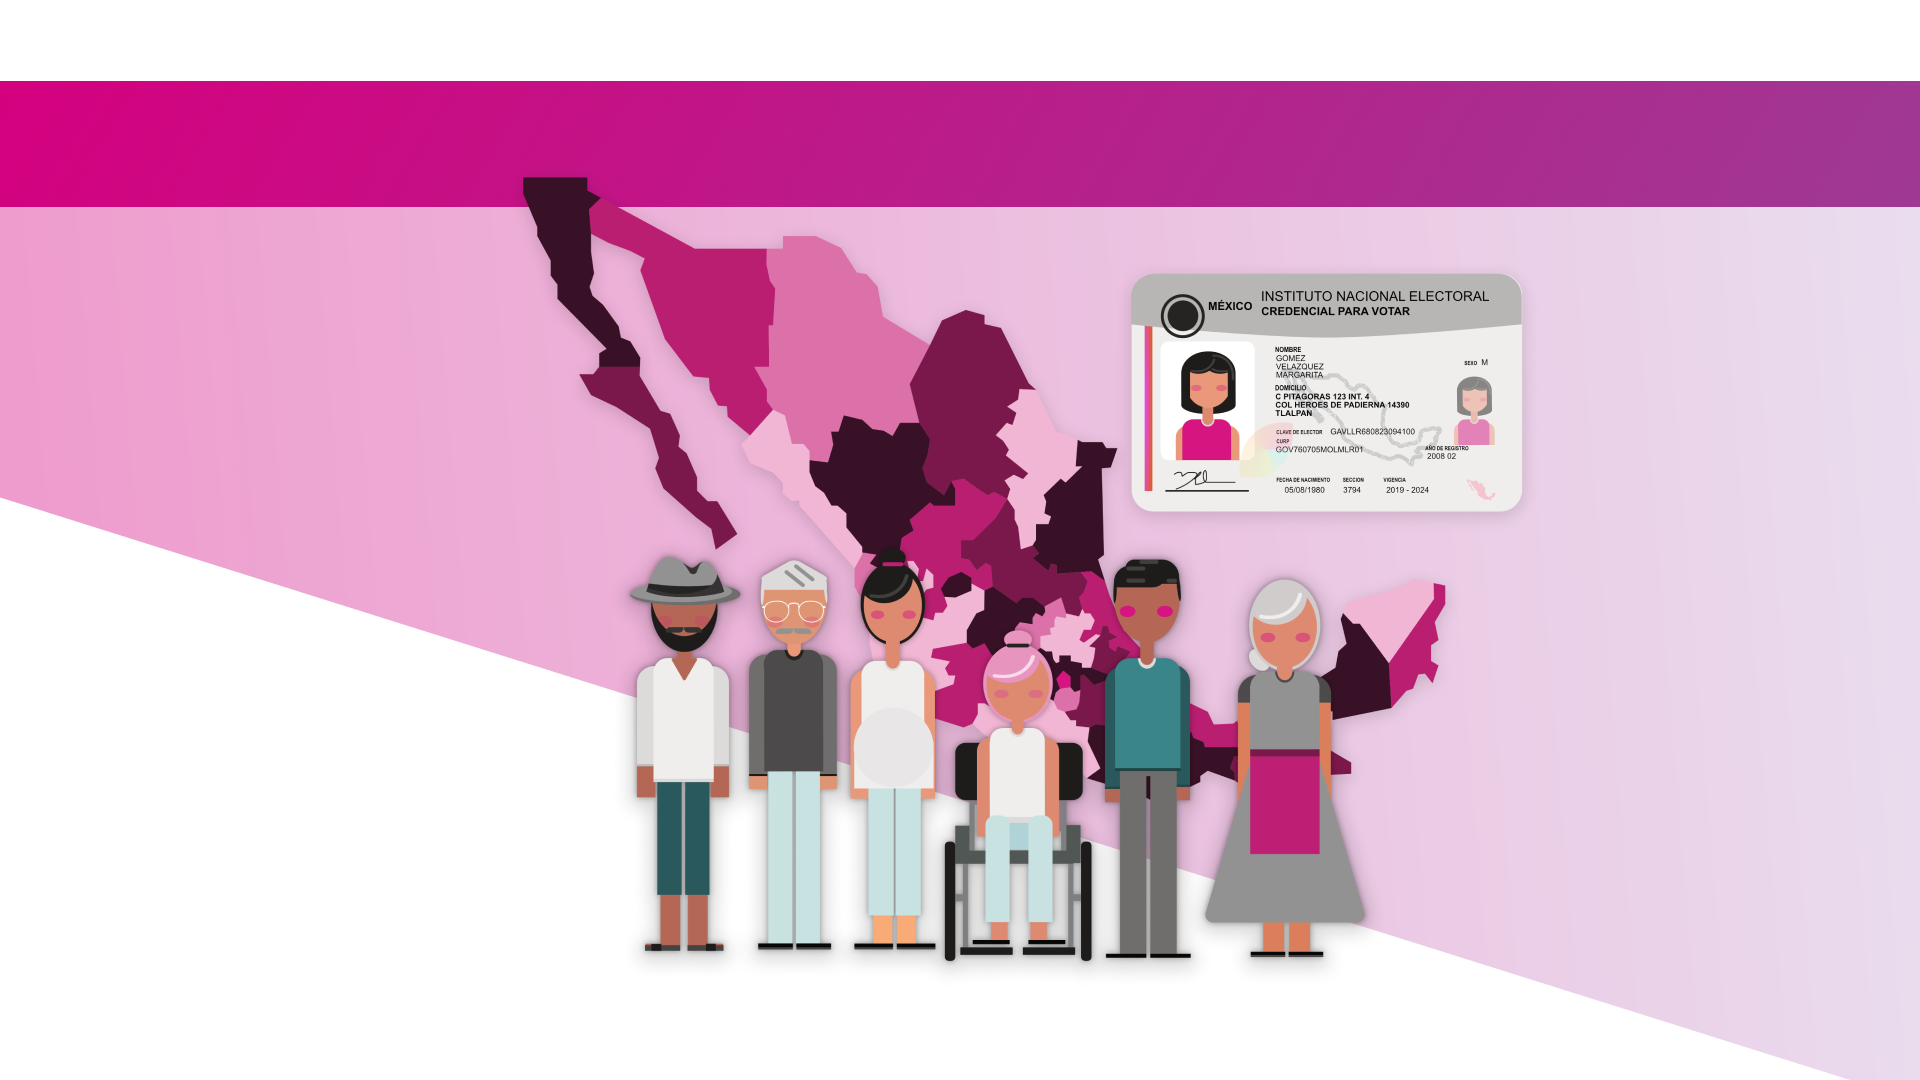 MÉXICO
INSTITUTO NACIONAL ELECTORAL
CREDENCIAL PARA VOTAR
NOMBRE
GOMEZ
VELAZQUEZ
MARGARITA
SEXO M
DOMICILIO
C PITAGORAS 123 INT. 4
COL HEROES DE PADIERNA 14390
TLALPAN
CLAVE DE ELECTOR GAVLLR680823094100
CURP
GOV760705MOLMLR01
AÑO DE REGISTRO
2008 02
FECHA DE NACIMIENTO SECCION VIGENCIA
05/08/1980 3794 2019 - 2024